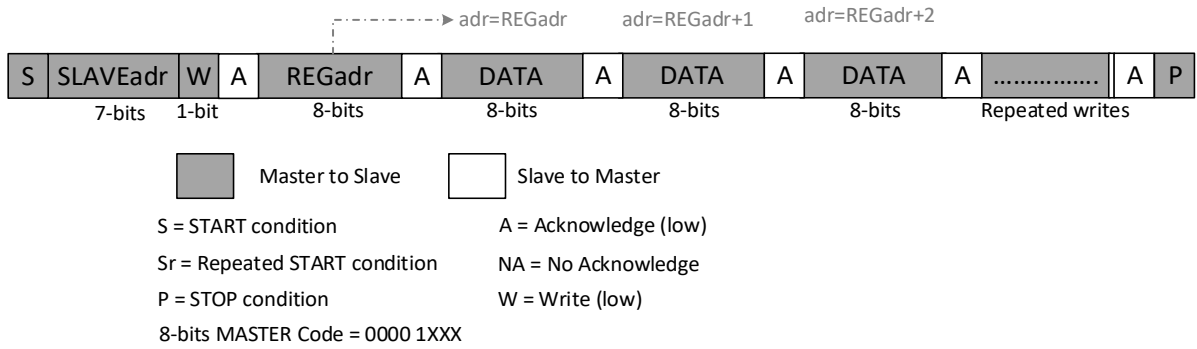 adr=REGadr adr=REGadr+1 adr=REGadr+2
S SLAVEadr W A REGadr A DATA A DATA A DATA A ................ A P
7-bits 1-bit 8-bits 8-bits 8-bits 8-bits Repeated writes
Master to Slave Slave to Master
S = START condition A = Acknowledge (low)
Sr = Repeated START condition NA = No Acknowledge
P = STOP condition W = Write (low)
8-bits MASTER Code = 0000 1XXX